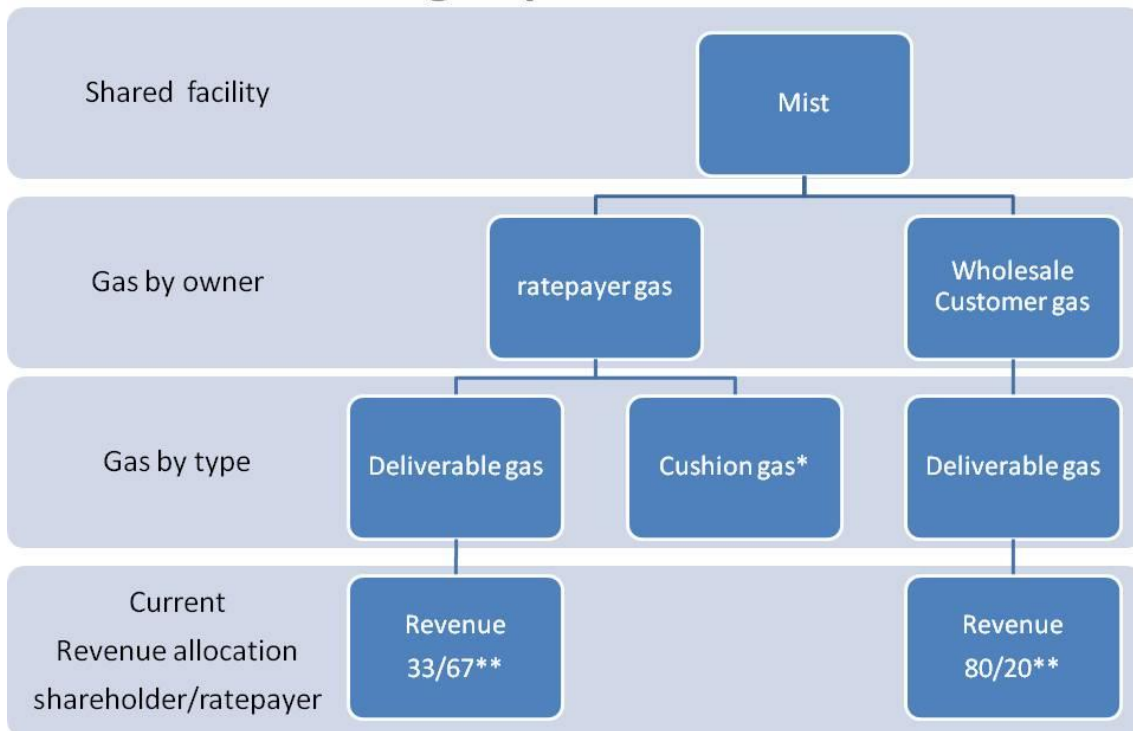 Shared facility
Mist
Gas by owner
ratepayer gas
Wholesale
Customer gas
Gas by type
Deliverable gas
Cushion gas*
Deliverable gas
Current
Revenue allocation
shareholder/ratepayer
Revenue
33/67**
Revenue
80/20**